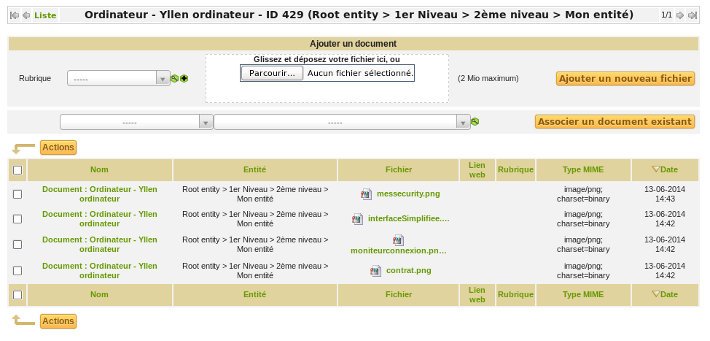 Liste Ordinateur - Yllen ordinateur - ID 429 (Root entity > 1er Niveau > 2ème niveau > Mon entité) 1/1
Ajouter un document
Glissez et déposez votre fichier ici, ou
Rubrique ----- Parcourir... Aucun fichier sélectionné. (2 Mio maximum) Ajouter un nouveau fichier
----- ----- Associer un document existant
Actions
Nom Entité Fichier Lien web Rubrique Type MIME Date
Document : Ordinateur - Yllen Root entity > 1er Niveau > 2ème niveau > messecurity.png image/png; 13-06-2014
ordinateur Mon entité charset=binary 14:43
Document : Ordinateur - Yllen Root entity > 1er Niveau > 2ème niveau > interfaceSimplifiee.... image/png; 13-06-2014
ordinateur Mon entité charset=binary 14:42
Document : Ordinateur - Yllen Root entity > 1er Niveau > 2ème niveau > image/png; 13-06-2014
ordinateur Mon entité moniteurconnexion.pn... charset=binary 14:42
Document : Ordinateur - Yllen Root entity > 1er Niveau > 2ème niveau > contrat.png image/png; 13-06-2014
ordinateur Mon entité charset=binary 14:42
Nom Entité Fichier Lien web Rubrique Type MIME Date
Actions